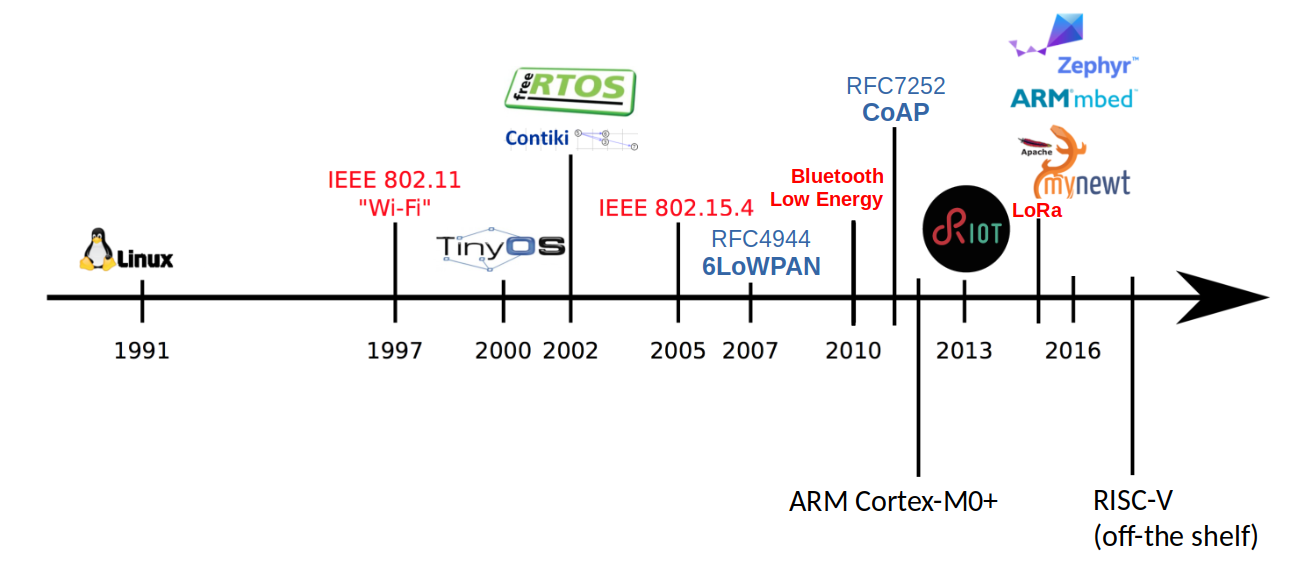 Linux
1991
IEEE 802.11
"Wi-Fi"
1997
TinyOS
2000
free RTOS
Contiki
2002
IEEE 802.15.4
2005
RFC4944
6LoWPAN
2007
Bluetooth
Low Energy
2010
RFC7252
CoAP
ARM Cortex-M0+
RIOT
2013
LoRa
Zephyr™
ARM®mbed™
Apache
mynewt
2016
RISC-V
(off-the shelf)